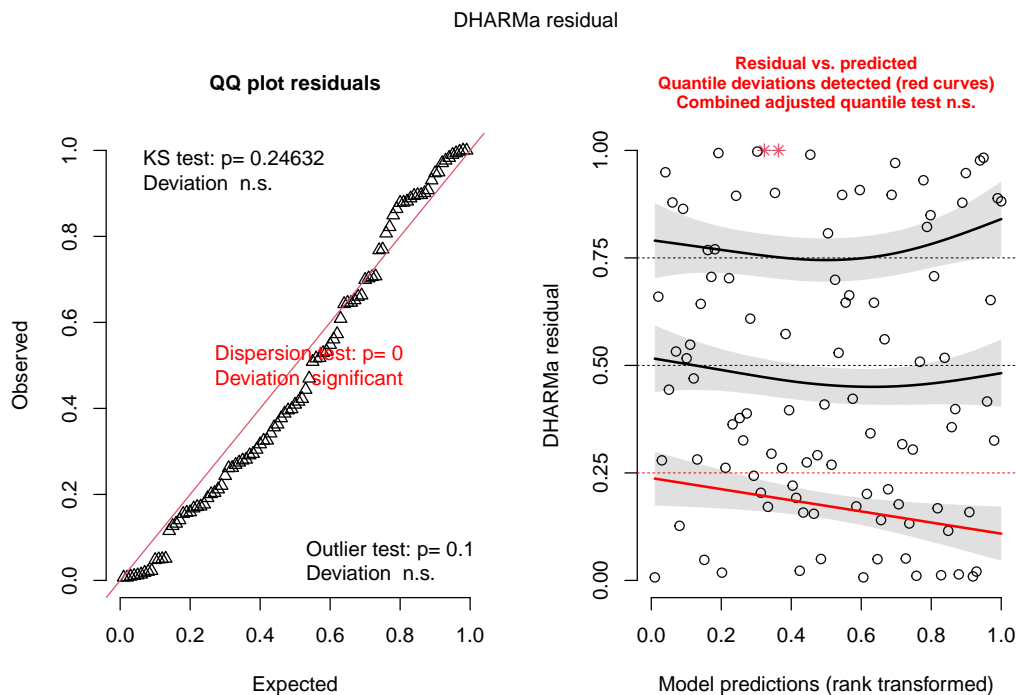 DHARMa residual
QQ plot residuals
KS test: p= 0.24632
Deviation n.s.
Dispersion test: p= 0
Deviation significant
Outlier test: p= 0.1
Deviation n.s.
Observed
0.0 0.2 0.4 0.6 0.8 1.0
0.0 0.2 0.4 0.6 0.8 1.0
Expected
Residual vs. predicted
Quantile deviations detected (red curves)
Combined adjusted quantile test n.s.
DHARMa residual
0.00 0.25 0.50 0.75 1.00
0.0 0.2 0.4 0.6 0.8 1.0
Model predictions (rank transformed)